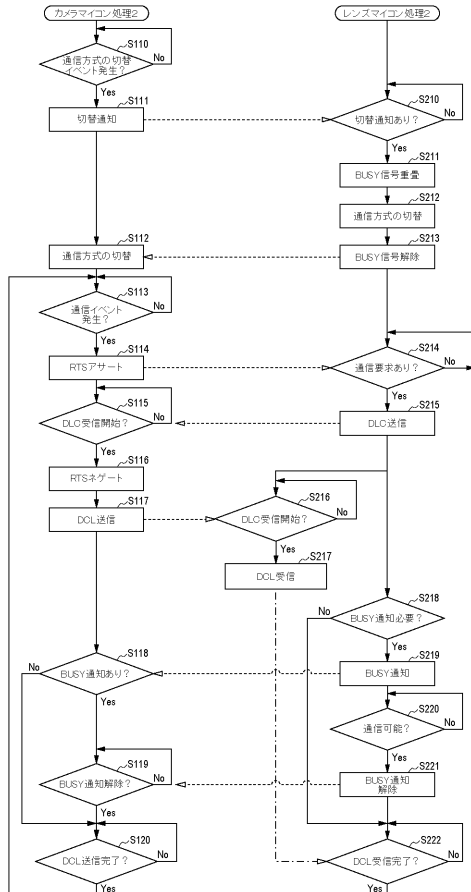 カメラマイコン処理2
S110
通信方式の切替
イベント発生？
No
Yes
S111
切替通知
S112
通信方式の切替
S113
通信イベント
発生？
No
Yes
S114
RTSアサート
S115
DLC受信開始？
No
Yes
S116
RTSネゲート
S117
DCL送信
S118
No
BUSY通知あり？
Yes
S119
BUSY通知解除？
No
Yes
S120
DCL送信完了？
No
Yes
レンズマイコン処理2
S210
切替通知あり？
No
Yes
S211
BUSY信号重畳
S212
通信方式の切替
S213
BUSY信号解除
S214
通信要求あり？
No
Yes
S215
DLC送信
S216
DLC受信開始？
No
Yes
S217
DCL受信
S218
No
BUSY通知必要？
Yes
S219
BUSY通知
S220
通信可能？
No
Yes
S221
BUSY通知
解除
S222
DCL受信完了？
No
Yes